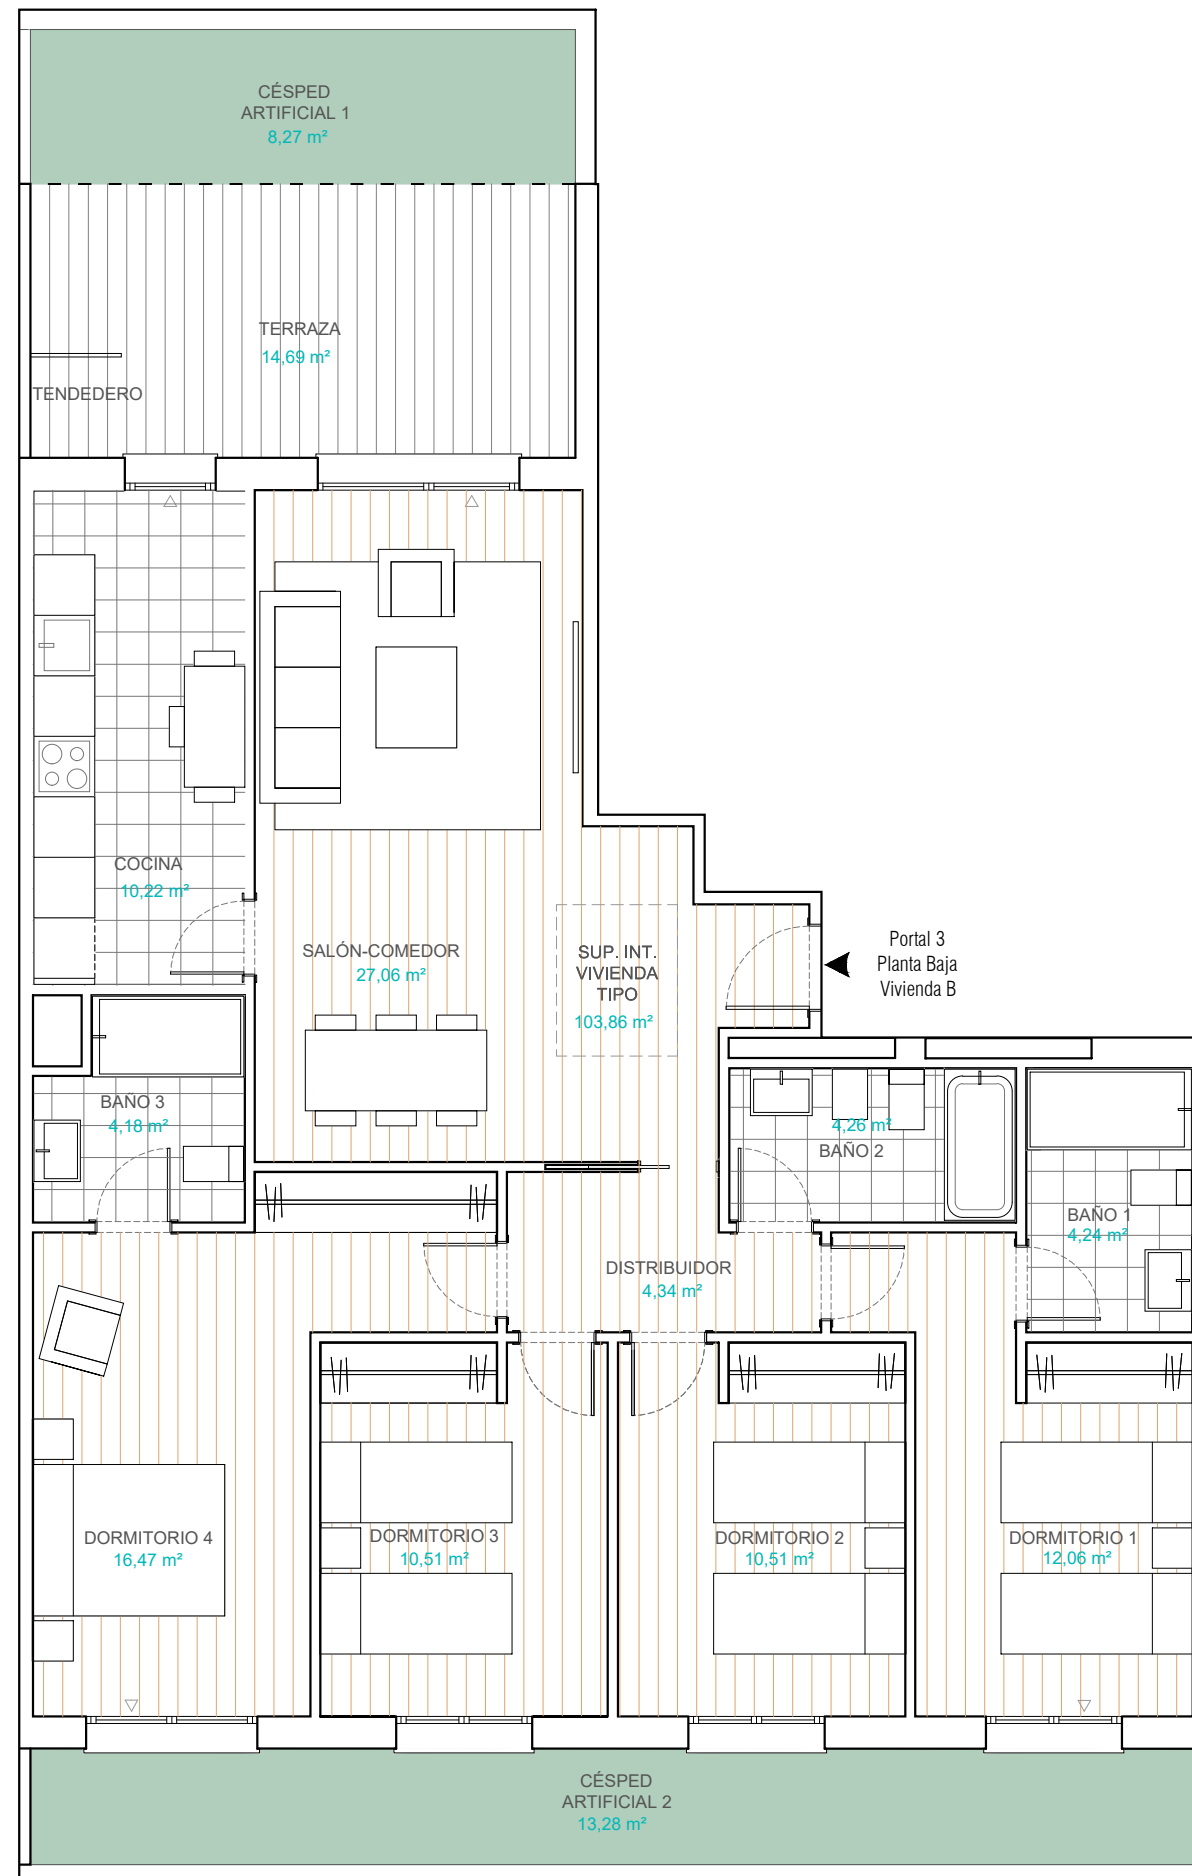 CÉSPED
ARTIFICIAL 1
8,27 m²
TERRAZA
14,69 m²
TENDEDERO
COCINA
10,22 m²
SALÓN-COMEDOR
27,06 m²
SUP. INT.
VIVIENDA
TIPO
103,86 m²
Portal 3
Planta Baja
Vivienda B
BAÑO 3
4,18 m²
4,26 m²
BAÑO 2
BAÑO 1
4,24 m²
DISTRIBUIDOR
4,34 m²
DORMITORIO 4
16,47 m²
DORMITORIO 3
10,51 m²
DORMITORIO 2
10,51 m²
DORMITORIO 1
12,06 m²
CÉSPED
ARTIFICIAL 2
13,28 m²